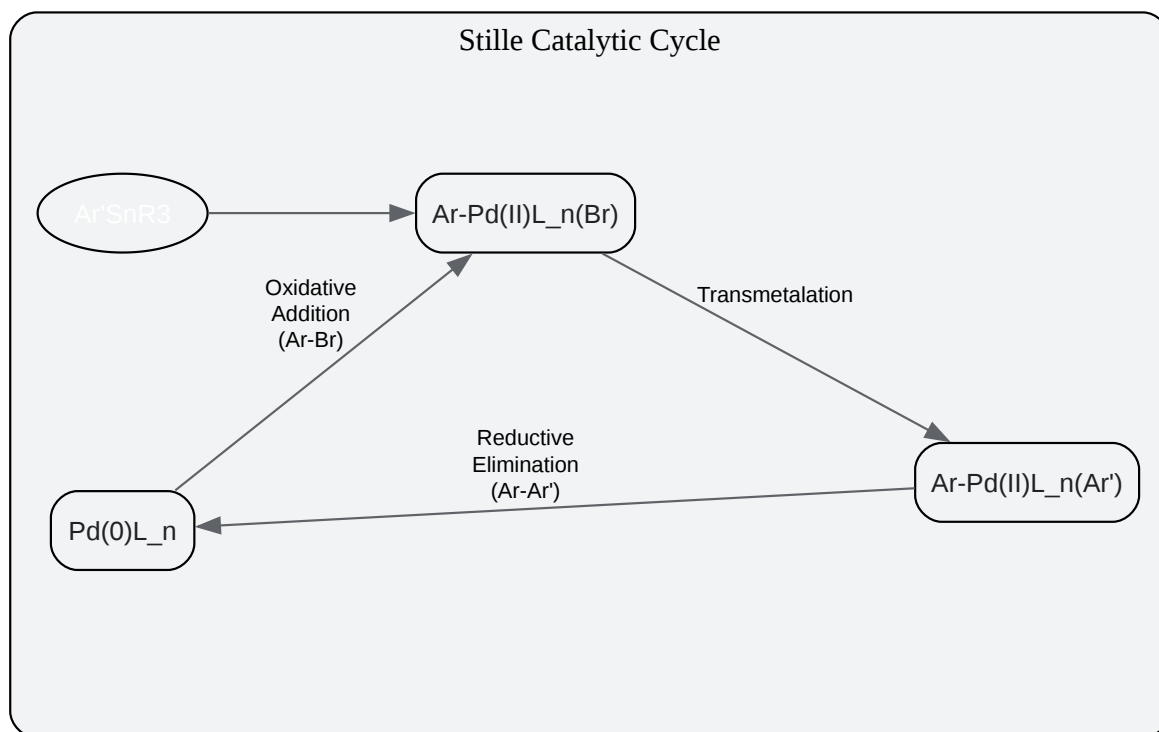 Stille Catalytic Cycle
Ar'SnR3
Ar-Pd(II)L_n(Br)
Oxidative
Addition
(Ar-Br)
Transmetalation
Reductive
Elimination
(Ar-Ar')
Ar-Pd(II)L_n(Ar')
Pd(0)L_n